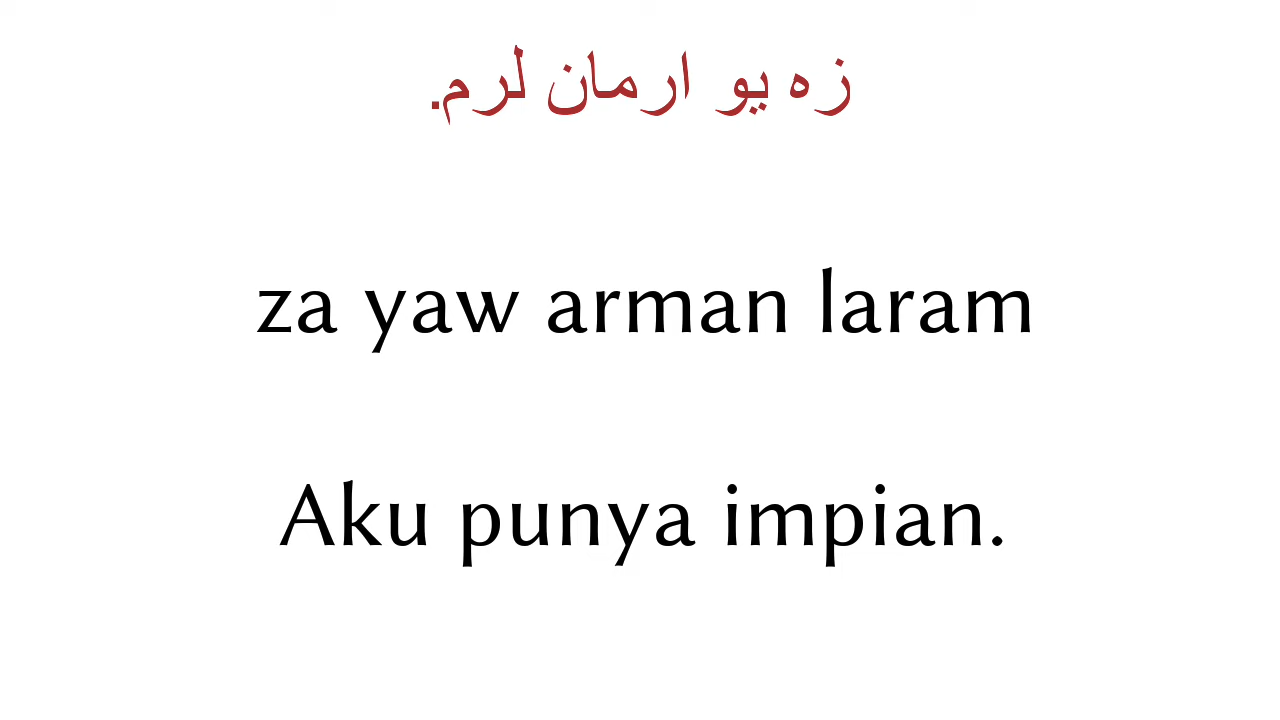 زه یو ارمان لرم.
za yaw arman laram
Aku punya impian.